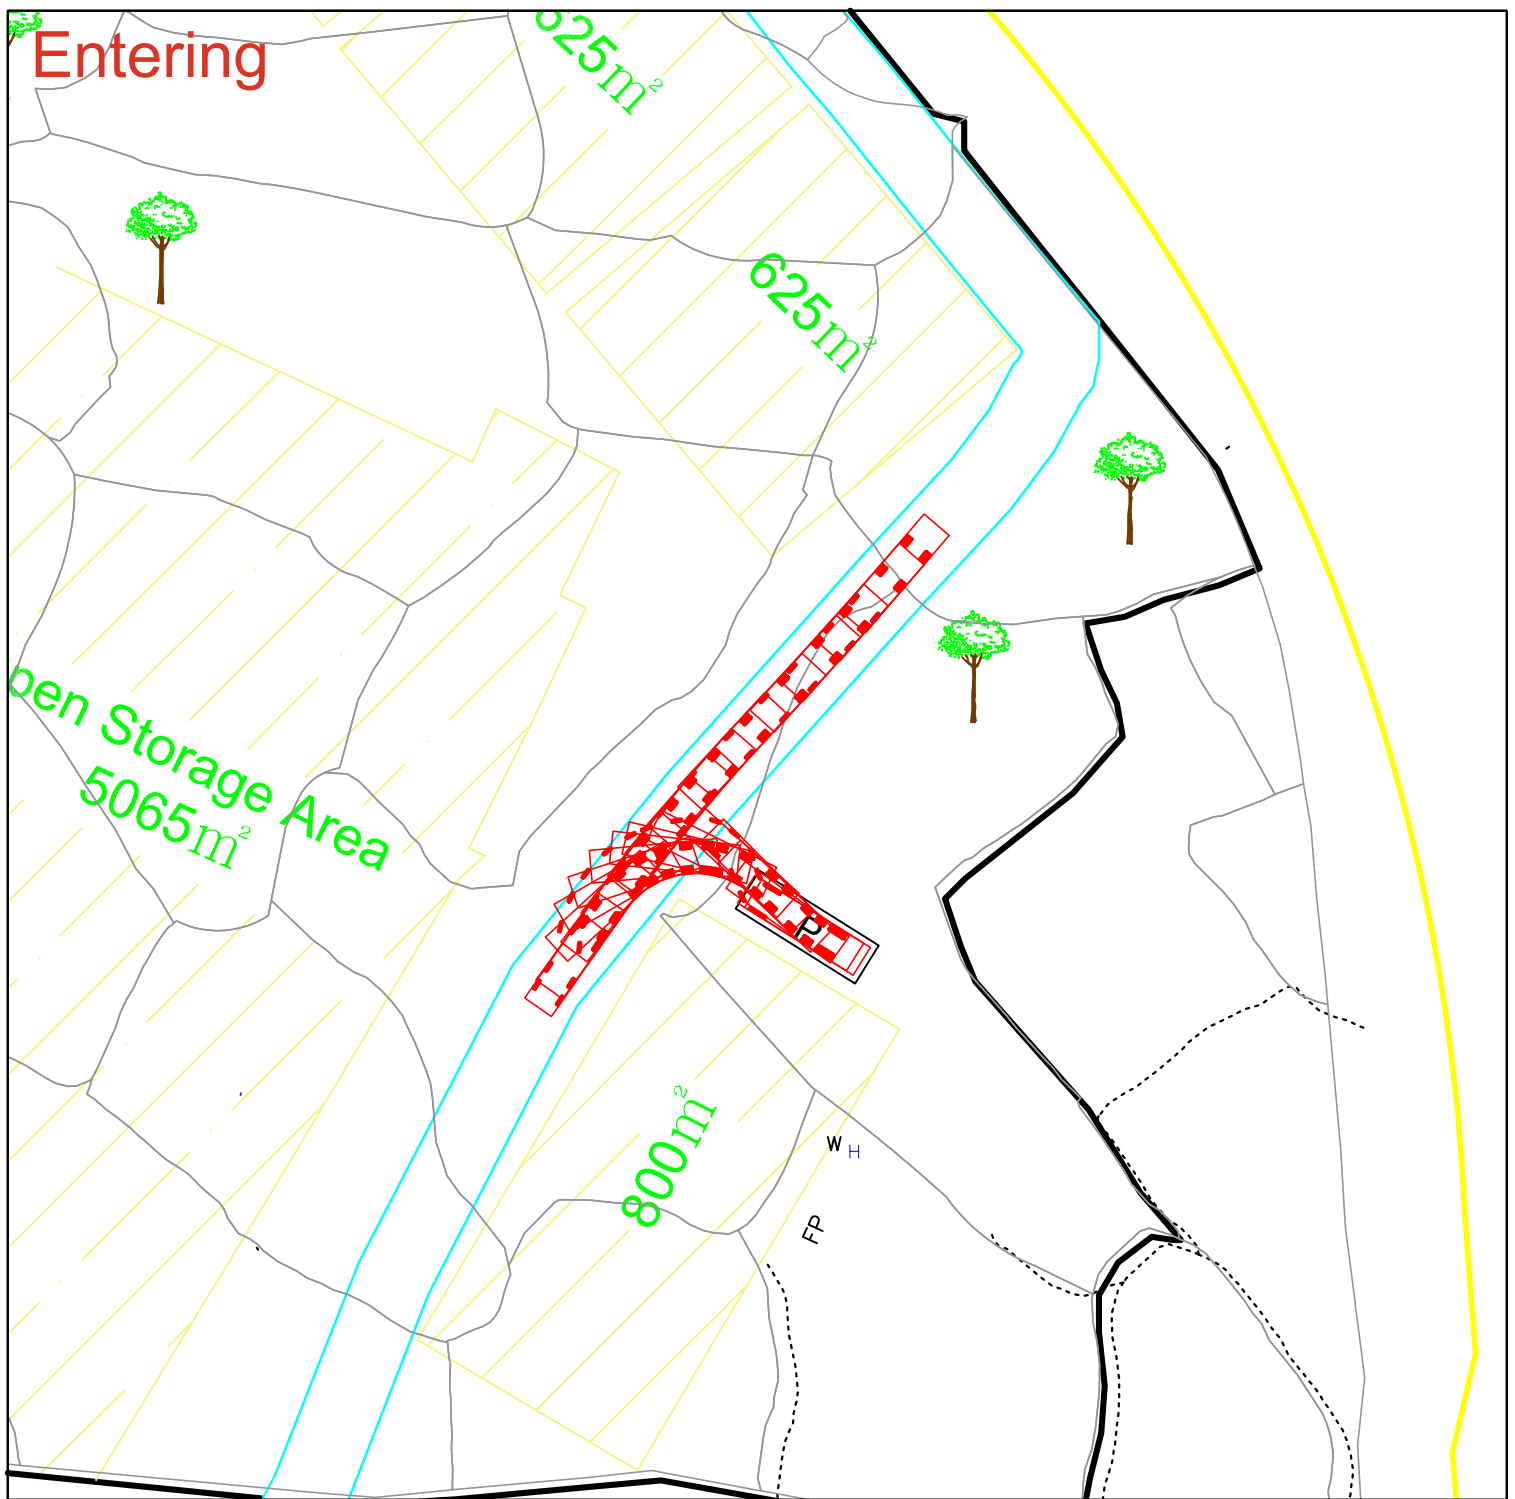 Entering
625m²
625m²
pen Storage Area
5065m²
P
800m²
W
H
FP